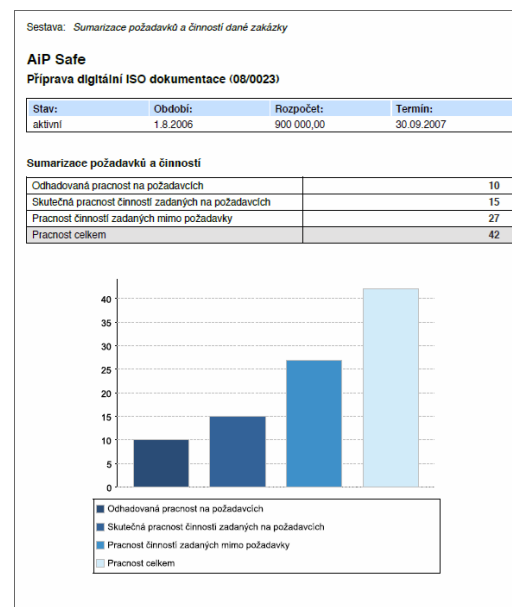 Sestava: Sumarizace požadavků a činností dané zakázky
AiP Safe
Příprava digitální ISO dokumentace (08/0023)
Stav: Období: Rozpočet: Termín:
aktivní 1.8.2006 900 000,00 30.09.2007
Sumarizace požadavků a činností
Odhadovaná pracnost na požadavcích 10
Skutečná pracnost činností zadaných na požadavcích 15
Pracnost činností zadaných mimo požadavky 27
Pracnost celkem 42
40
35
30
25
20
15
10
5
0
Odhadovaná pracnost na požadavcích
Skutečná pracnost činností zadaných na požadavcích
Pracnost činností zadaných mimo požadavky
Pracnost celkem